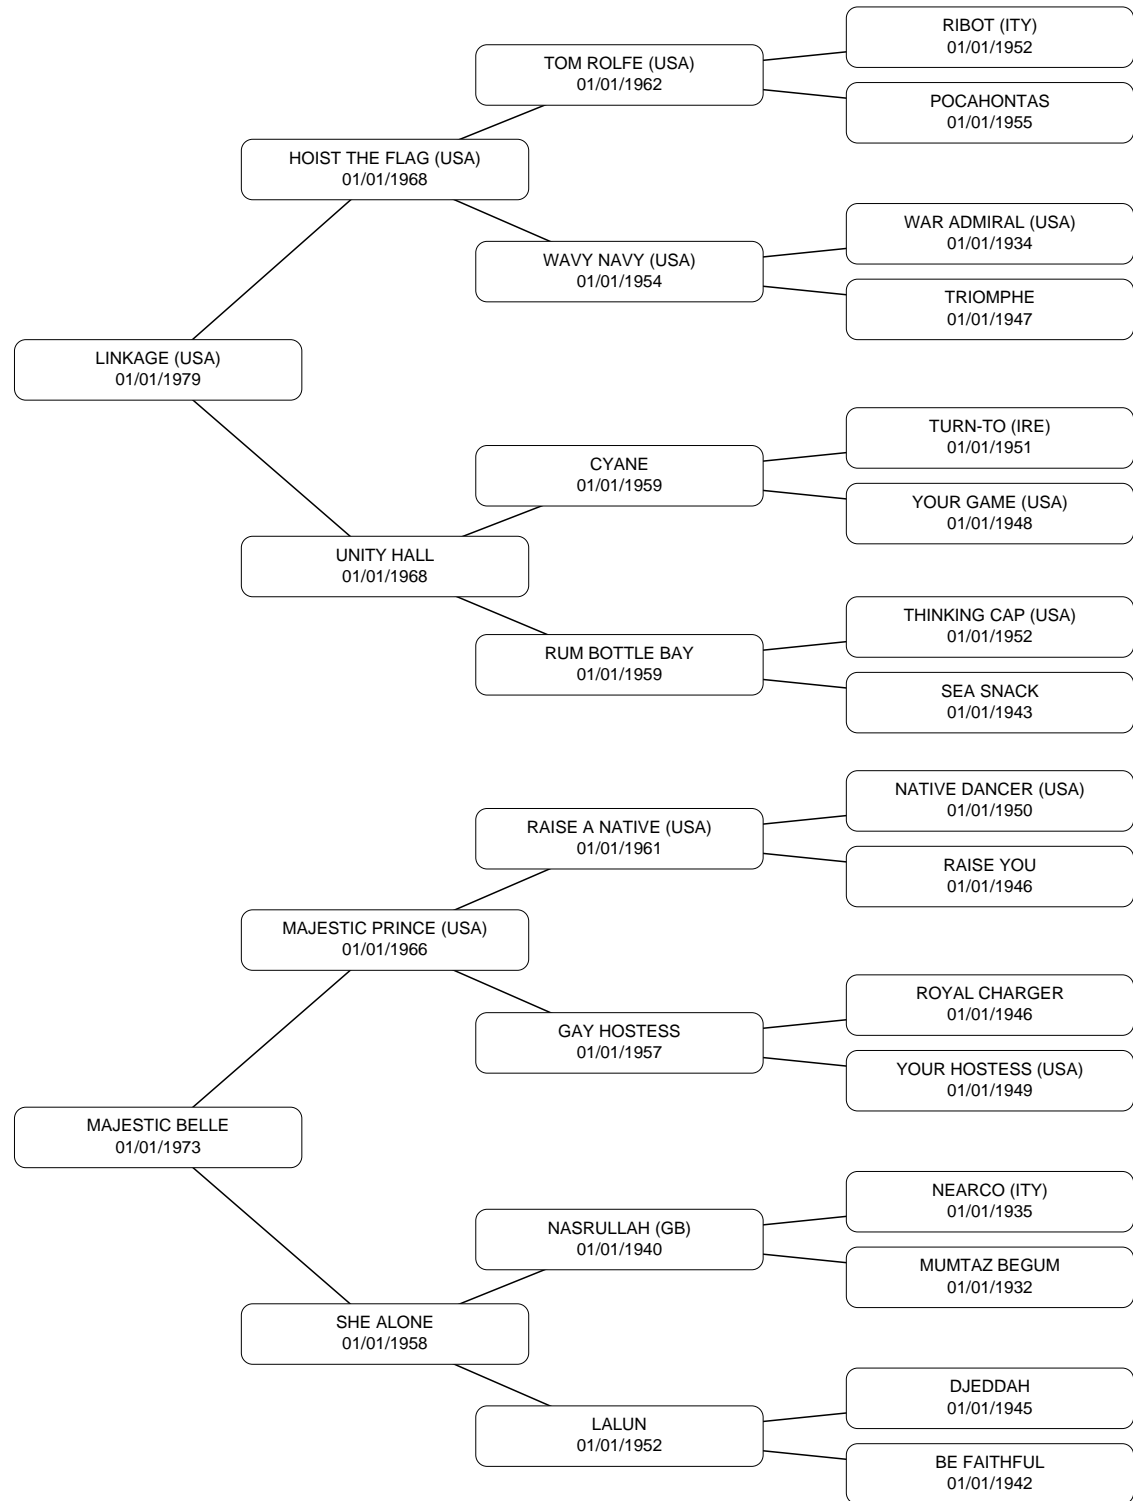 RIBOT (ITY)
01/01/1952
TOM ROLFE (USA)
01/01/1962
POCAHONTAS
01/01/1955
HOIST THE FLAG (USA)
01/01/1968
WAR ADMIRAL (USA)
01/01/1934
WAVY NAVY (USA)
01/01/1954
TRIOMPHE
01/01/1947
LINKAGE (USA)
01/01/1979
TURN-TO (IRE)
01/01/1951
CYANE
01/01/1959
YOUR GAME (USA)
01/01/1948
UNITY HALL
01/01/1968
THINKING CAP (USA)
01/01/1952
RUM BOTTLE BAY
01/01/1959
SEA SNACK
01/01/1943
NATIVE DANCER (USA)
01/01/1950
RAISE A NATIVE (USA)
01/01/1961
RAISE YOU
01/01/1946
MAJESTIC PRINCE (USA)
01/01/1966
ROYAL CHARGER
01/01/1946
GAY HOSTESS
01/01/1957
YOUR HOSTESS (USA)
01/01/1949
MAJESTIC BELLE
01/01/1973
NEARCO (ITY)
01/01/1935
NASRULLAH (GB)
01/01/1940
MUMTAZ BEGUM
01/01/1932
SHE ALONE
01/01/1958
DJEDDAH
01/01/1945
LALUN
01/01/1952
BE FAITHFUL
01/01/1942